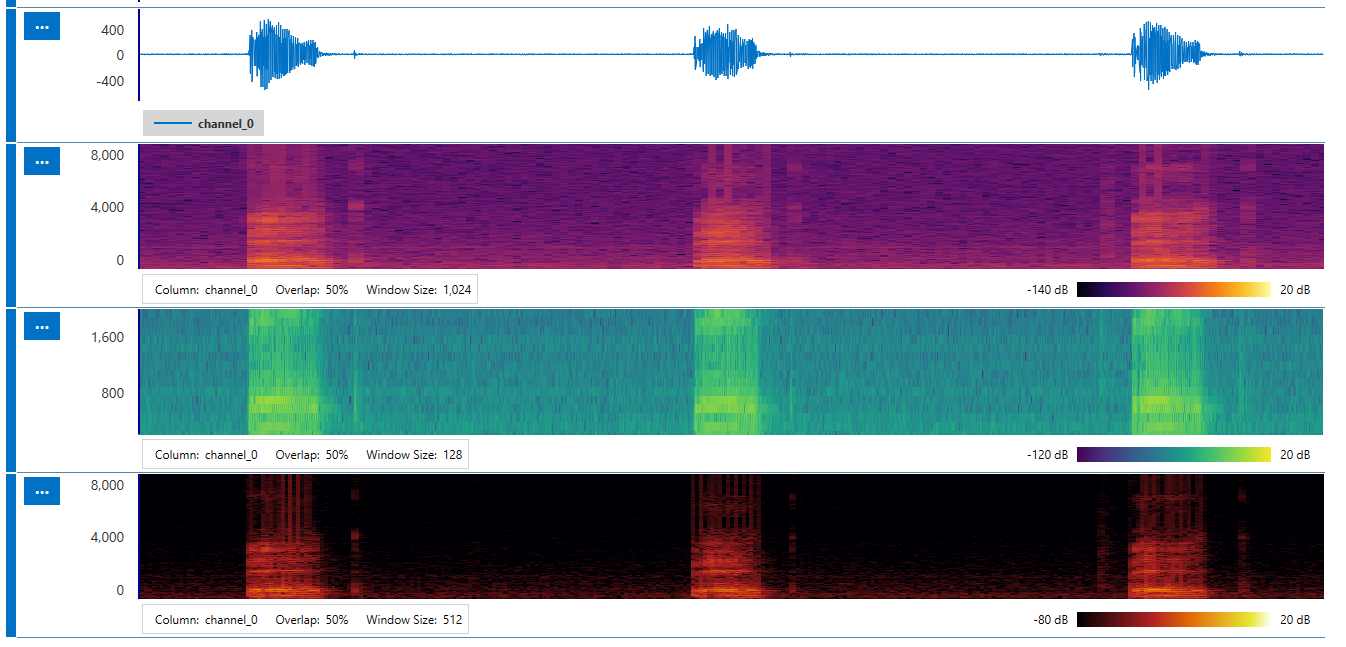 ...
400
0
-400
channel_0
...
8,000
4,000
0
Column: channel_0 Overlap: 50% Window Size: 1,024
-140 dB 20 dB
...
1,600
800
Column: channel_0 Overlap: 50% Window Size: 128
-120 dB 20 dB
...
8,000
4,000
0
Column: channel_0 Overlap: 50% Window Size: 512
-80 dB 20 dB